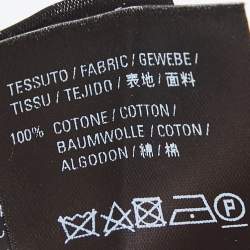 TESSUTO / FABRIC / GEWEBE /
TISSU / TEJIDO / 表地 / 面料
100% COTONE / COTTON /
BAUMWOLLE / COTON /
ALGODON / 綿 / 棉